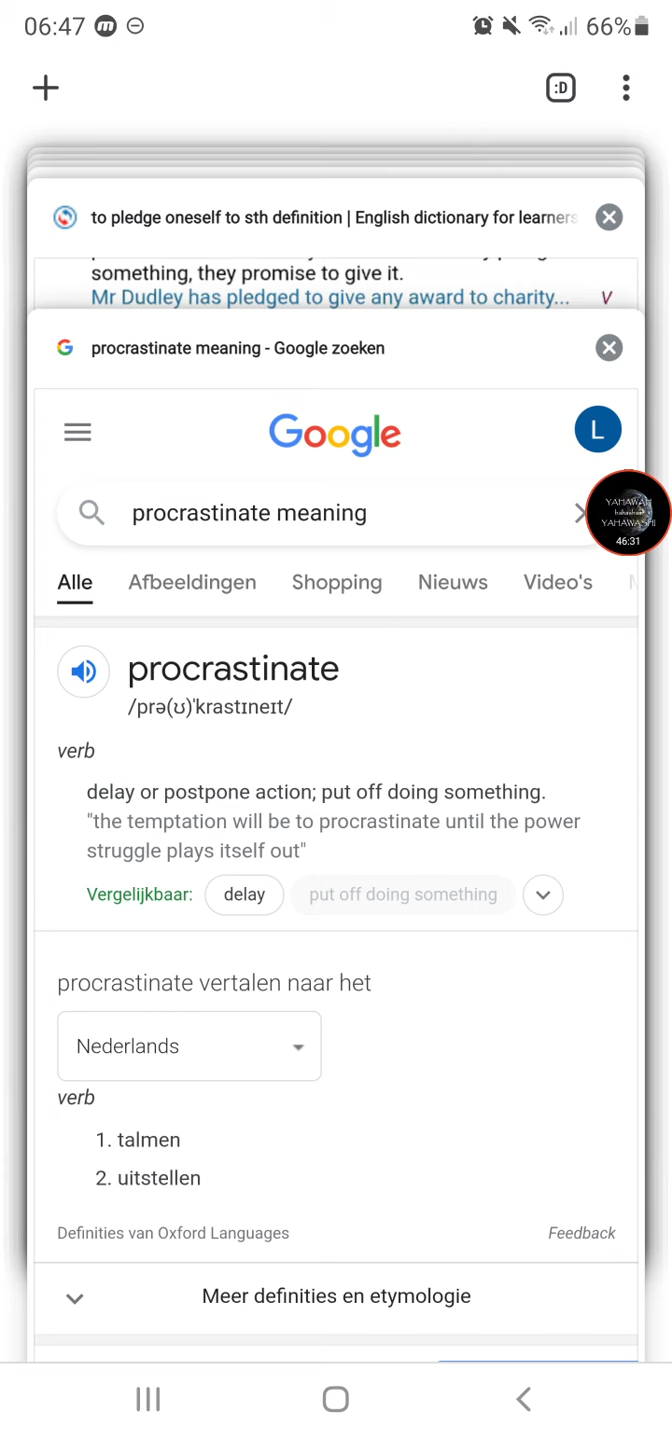 06:47
66%
:D
to pledge oneself to sth definition | English dictionary for learners
something, they promise to give it.
Mr Dudley has pledged to give any award to charity... V
procrastinate meaning - Google zoeken
Google
L
procrastinate meaning
YAHAWAH
bahasham
YAHAWASHI
46:31
Alle Afbeeldingen Shopping Nieuws Video's
procrastinate
/prə(ʊ)ˈkrastɪneɪt/
verb
delay or postpone action; put off doing something.
"the temptation will be to procrastinate until the power
struggle plays itself out"
Vergelijkbaar: delay put off doing something
procrastinate vertalen naar het
Nederlands
verb
1. talmen
2. uitstellen
Definities van Oxford Languages Feedback
Meer definities en etymologie